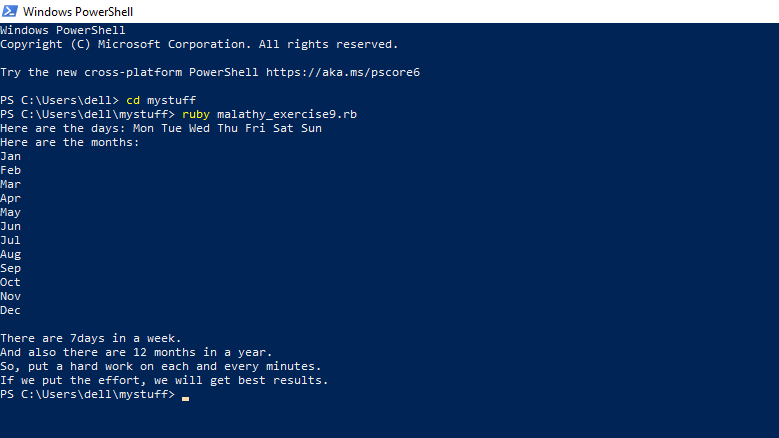 Windows PowerShell
Windows PowerShell
Copyright (C) Microsoft Corporation. All rights reserved.
Try the new cross-platform PowerShell https://aka.ms/pscore6
PS C:\Users\dell> cd mystuff
PS C:\Users\dell\mystuff> ruby malathy_exercise9.rb
Here are the days: Mon Tue Wed Thu Fri Sat Sun
Here are the months:
Jan
Feb
Mar
Apr
May
Jun
Jul
Aug
Sep
Oct
Nov
Dec
There are 7days in a week.
And also there are 12 months in a year.
So, put a hard work on each and every minutes.
If we put the effort, we will get best results.
PS C:\Users\dell\mystuff>